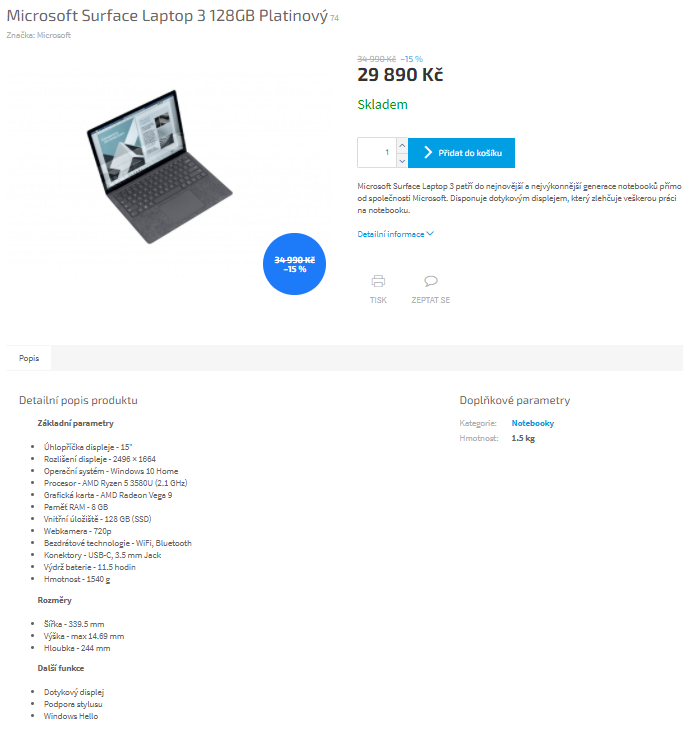 Microsoft Surface Laptop 3 128GB Platinový 74
Značka: Microsoft
34 990 Kč –15 %
29 890 Kč
Skladem
1
Přidat do košíku
Microsoft Surface Laptop 3 patří do nejnovější a nejvýkonnější generace notebooků přímo
od společnosti Microsoft. Disponuje dotykovým displejem, který zlehčuje veškerou práci
na notebooku.
Detailní informace
34 990 Kč
–15 %
TISK
ZEPTAT SE
Popis
Detailní popis produktu
Základní parametry
Úhlopříčka displeje - 15"
Rozlišení displeje - 2496 × 1664
Operační systém - Windows 10 Home
Procesor - AMD Ryzen 5 3580U (2.1 GHz)
Grafická karta - AMD Radeon Vega 9
Paměť RAM - 8 GB
Vnitřní úložiště - 128 GB (SSD)
Webkamera - 720p
Bezdrátové technologie - WiFi, Bluetooth
Konektory - USB-C, 3.5 mm Jack
Výdrž baterie - 11.5 hodin
Hmotnost - 1540 g
Rozměry
Šířka - 339.5 mm
Výška - max 14.69 mm
Hloubka - 244 mm
Další funkce
Dotykový displej
Podpora stylusu
Windows Hello
Doplňkové parametry
Kategorie: Notebooky
Hmotnost: 1.5 kg